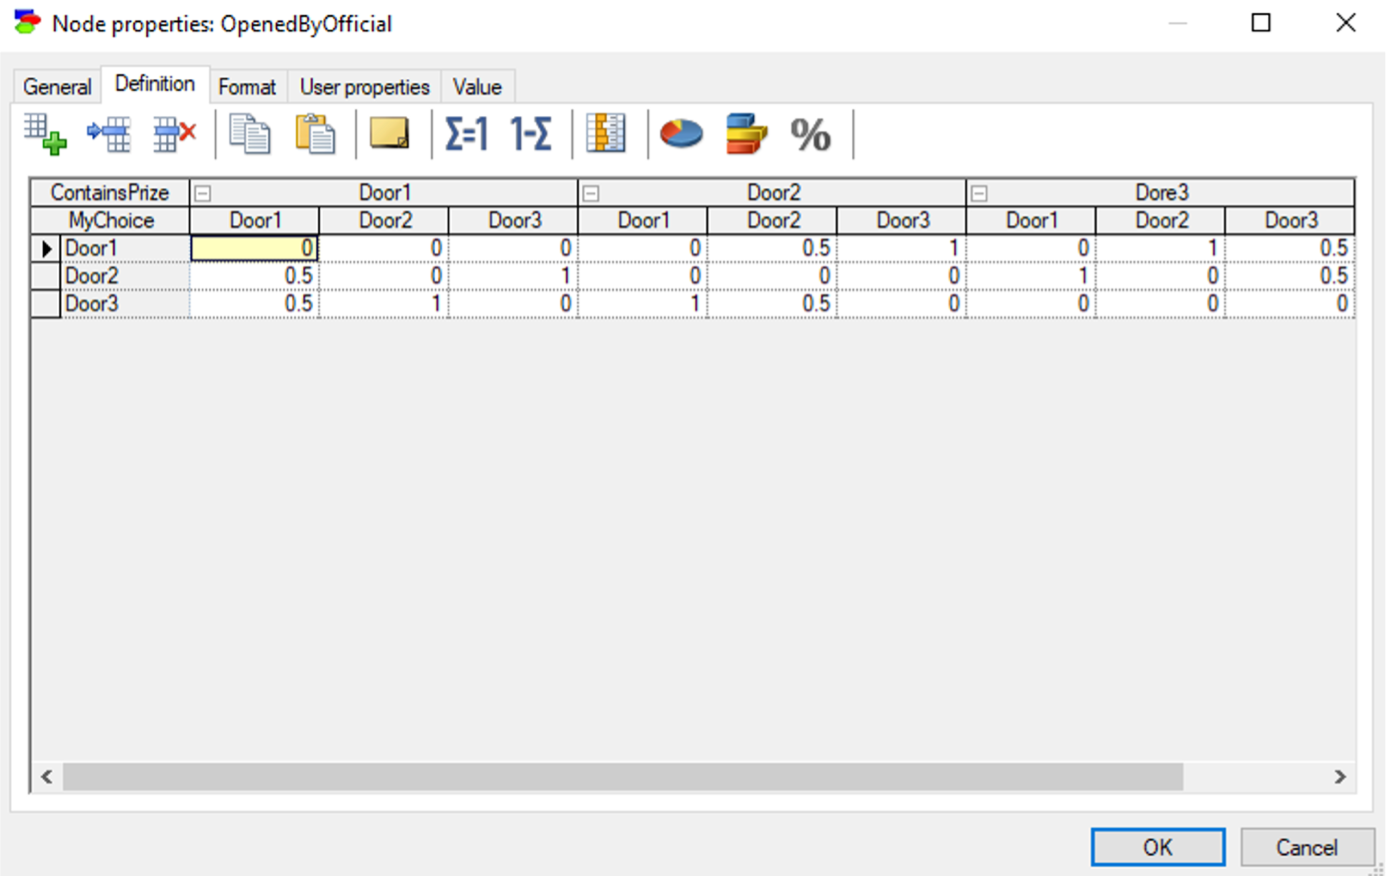 Node properties: OpenedByOfficial
General Definition Format User properties Value
Σ=1 1-Σ %
ContainsPrize Door1 Door2 Dore3
MyChoice Door1 Door2 Door3 Door1 Door2 Door3 Door1 Door2 Door3
Door1 0 0 0 0 0.5 1 0 1 0.5
Door2 0.5 0 1 0 0 0 1 0 0.5
Door3 0.5 1 0 1 0.5 0 0 0 0
OK Cancel